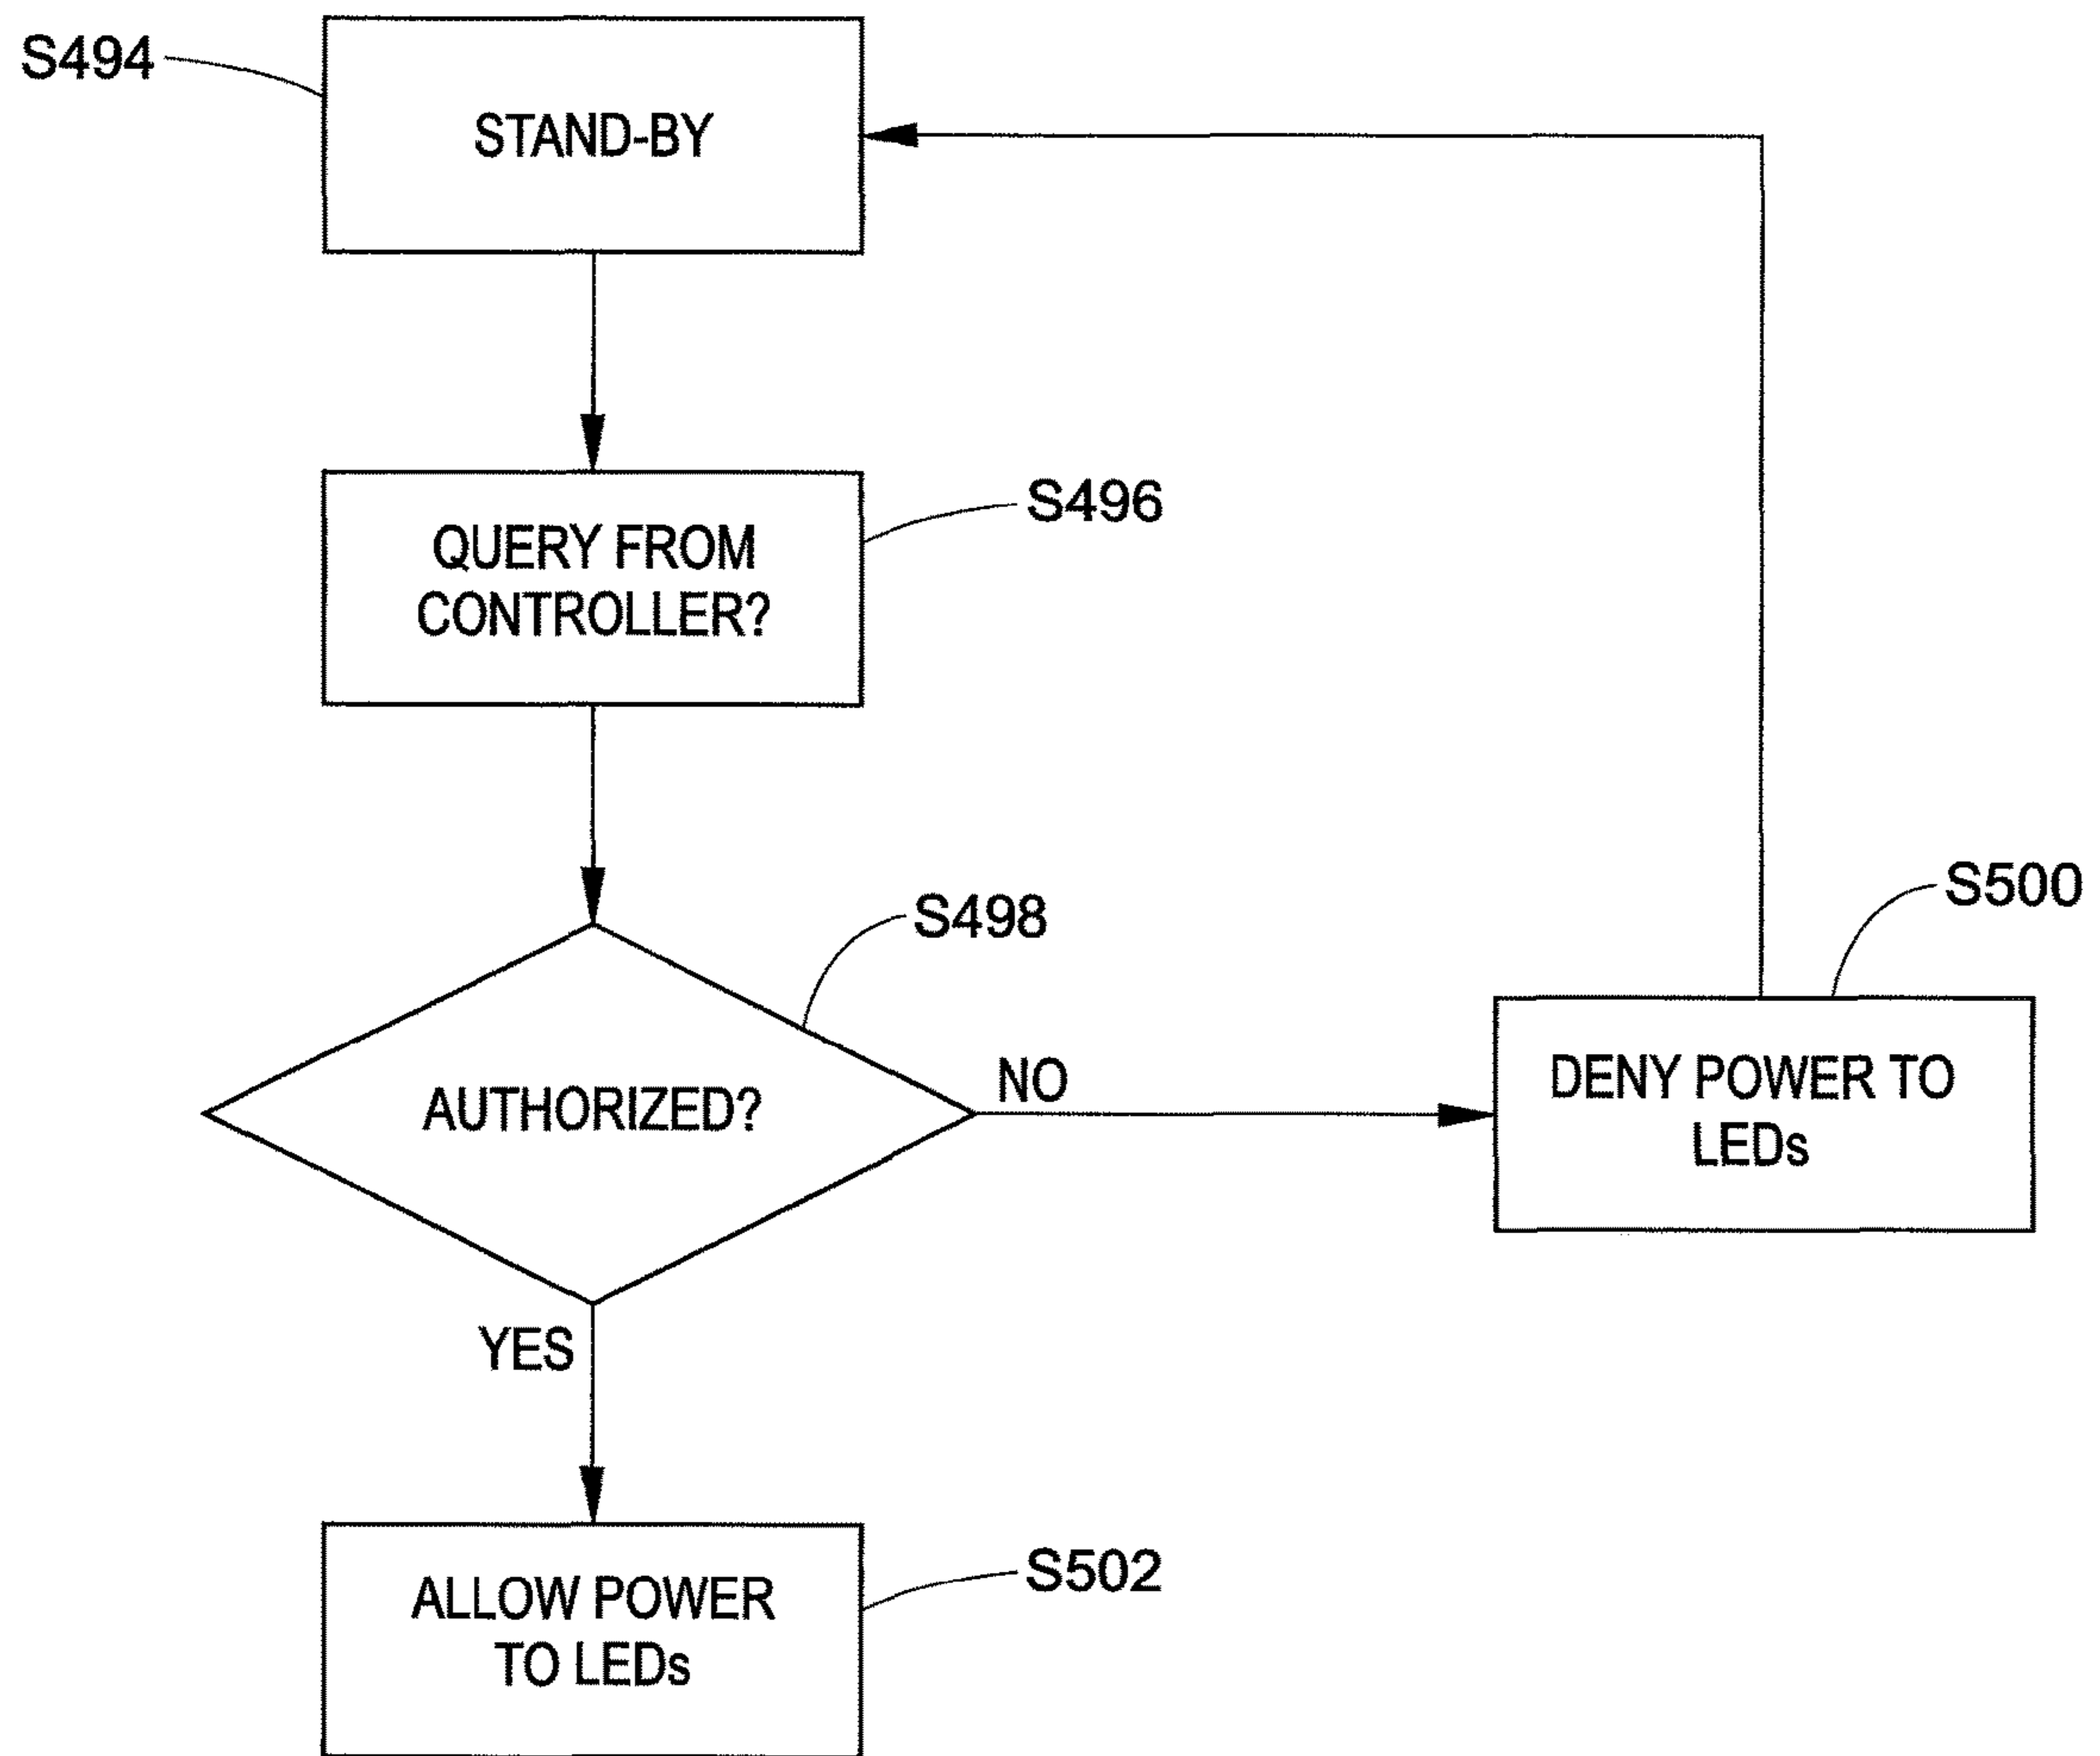 S494
STAND-BY
QUERY FROM
CONTROLLER?
S496
S498
AUTHORIZED?
NO
S500
DENY POWER TO
LEDs
YES
ALLOW POWER
TO LEDs
S502